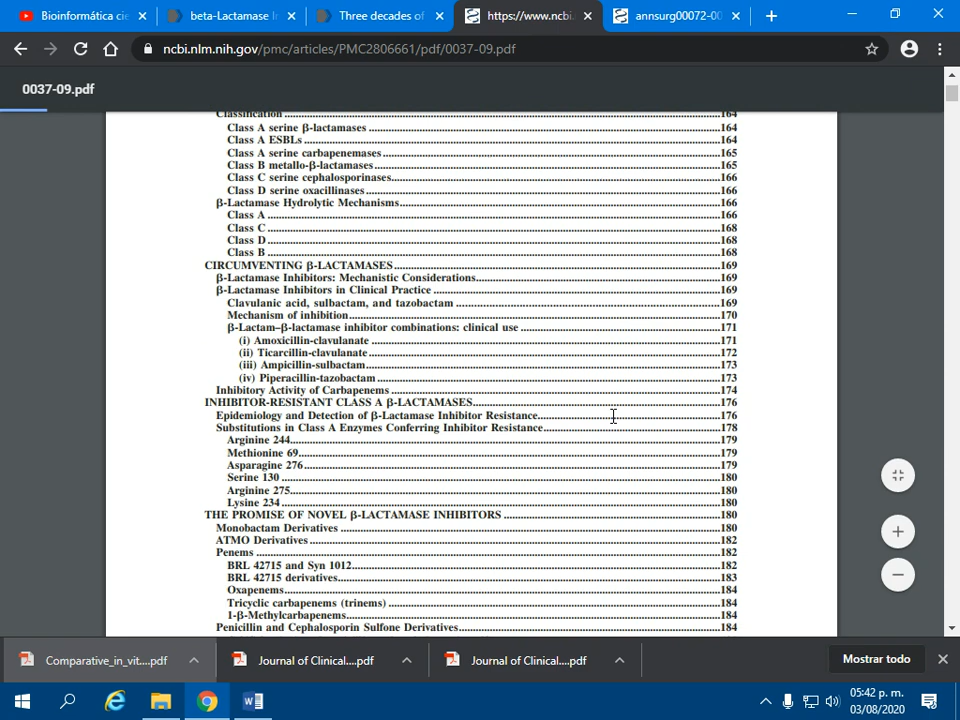 Bioinformática cie
beta-Lactamase In
Three decades of
https://www.ncbi.
annsurg00072-00
ncbi.nlm.nih.gov/pmc/articles/PMC2806661/pdf/0037-09.pdf
0037-09.pdf
Classification 164
Class A serine β-lactamases 164
Class A ESBLs 164
Class A serine carbapenemases 165
Class B metallo-β-lactamases 165
Class C serine cephalosporinases 166
Class D serine oxacillinases 166
β-Lactamase Hydrolytic Mechanisms 166
Class A 166
Class C 168
Class D 168
Class B 168
CIRCUMVENTING β-LACTAMASES 169
β-Lactamase Inhibitors: Mechanistic Considerations 169
β-Lactamase Inhibitors in Clinical Practice 169
Clavulanic acid, sulbactam, and tazobactam 169
Mechanism of inhibition 170
β-Lactam–β-lactamase inhibitor combinations: clinical use 171
(i) Amoxicillin-clavulanate 171
(ii) Ticarcillin-clavulanate 172
(iii) Ampicillin-sulbactam 173
(iv) Piperacillin-tazobactam 173
Inhibitory Activity of Carbapenems 174
INHIBITOR-RESISTANT CLASS A β-LACTAMASES 176
Epidemiology and Detection of β-Lactamase Inhibitor Resistance 176
Substitutions in Class A Enzymes Conferring Inhibitor Resistance 178
Arginine 244 179
Methionine 69 179
Asparagine 276 179
Serine 130 180
Arginine 275 180
Lysine 234 180
THE PROMISE OF NOVEL β-LACTAMASE INHIBITORS 180
Monobactam Derivatives 180
ATMO Derivatives 182
Penems 182
BRL 42715 and Syn 1012 182
BRL 42715 derivatives 183
Oxapenems 184
Tricyclic carbapenems (trinems) 184
1-β-Methylcarbapenems 184
Penicillin and Cephalosporin Sulfone Derivatives 184
Comparative_in_vit....pdf
Journal of Clinical....pdf
Journal of Clinical....pdf
Mostrar todo
05:42 p. m.
03/08/2020